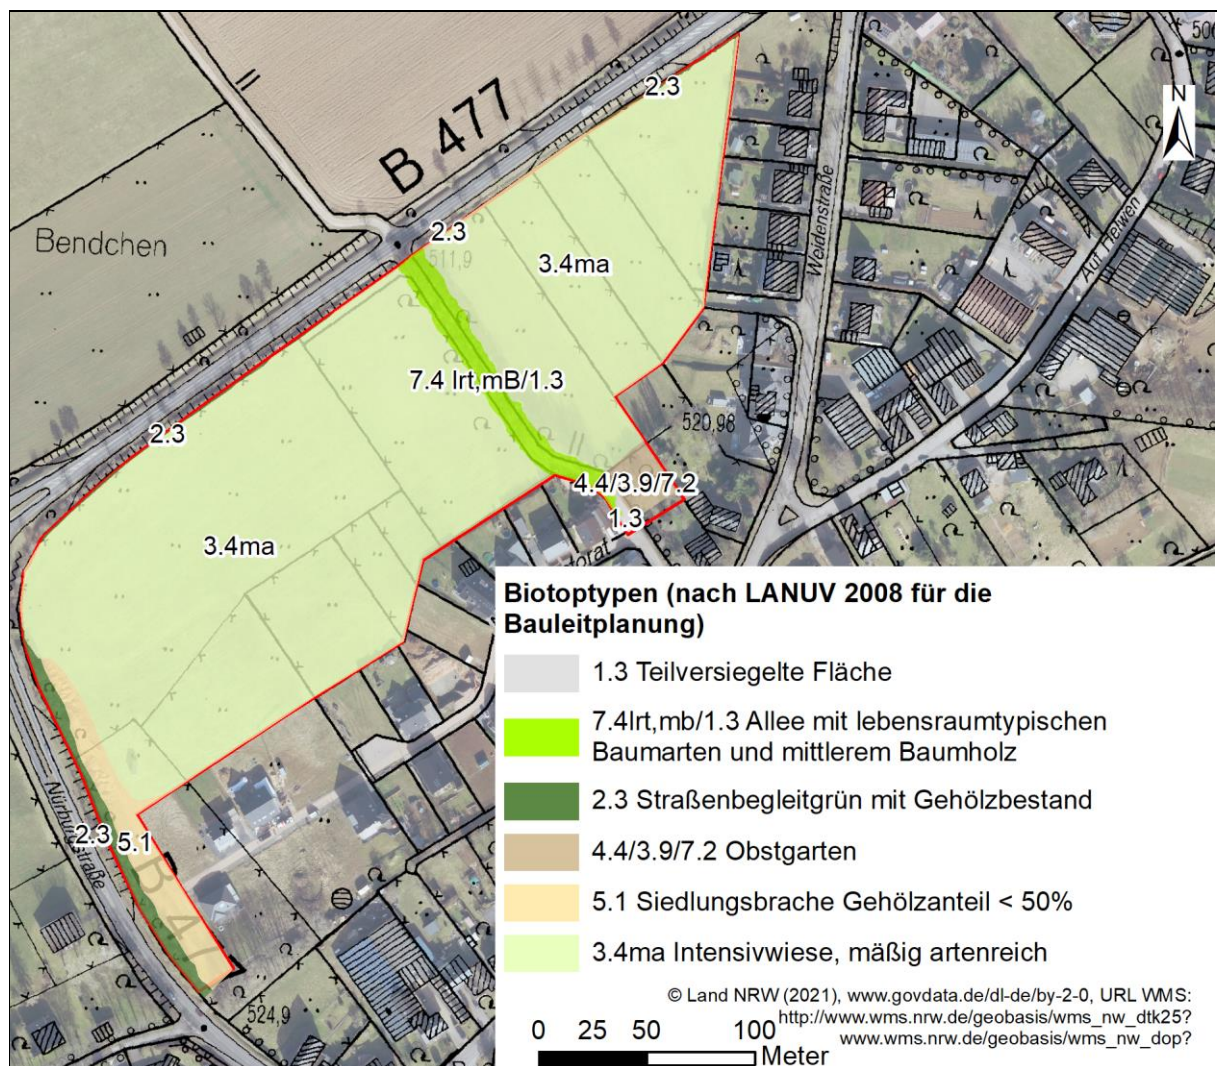 506
2.3
N
B 477
2.3
Bendchen
511,9
3.4ma
Weidenstraße
Auf Helwen
7.4 lrt,mB/1.3
2.3
520,98
4.4/3.9/7.2
1.3
torat
3.4ma
Nürburgstraße
2.3
5.1
B 4
524,9
Biotoptypen (nach LANUV 2008 für die
Bauleitplanung)
1.3 Teilversiegelte Fläche
7.4lrt,mb/1.3 Allee mit lebensraumtypischen
Baumarten und mittlerem Baumholz
2.3 Straßenbegleitgrün mit Gehölzbestand
4.4/3.9/7.2 Obstgarten
5.1 Siedlungsbrache Gehölzanteil < 50%
3.4ma Intensivwiese, mäßig artenreich
© Land NRW (2021), www.govdata.de/dl-de/by-2-0, URL WMS:
http://www.wms.nrw.de/geobasis/wms_nw_dtk25?
www.wms.nrw.de/geobasis/wms_nw_dop?
0 25 50 100
Meter